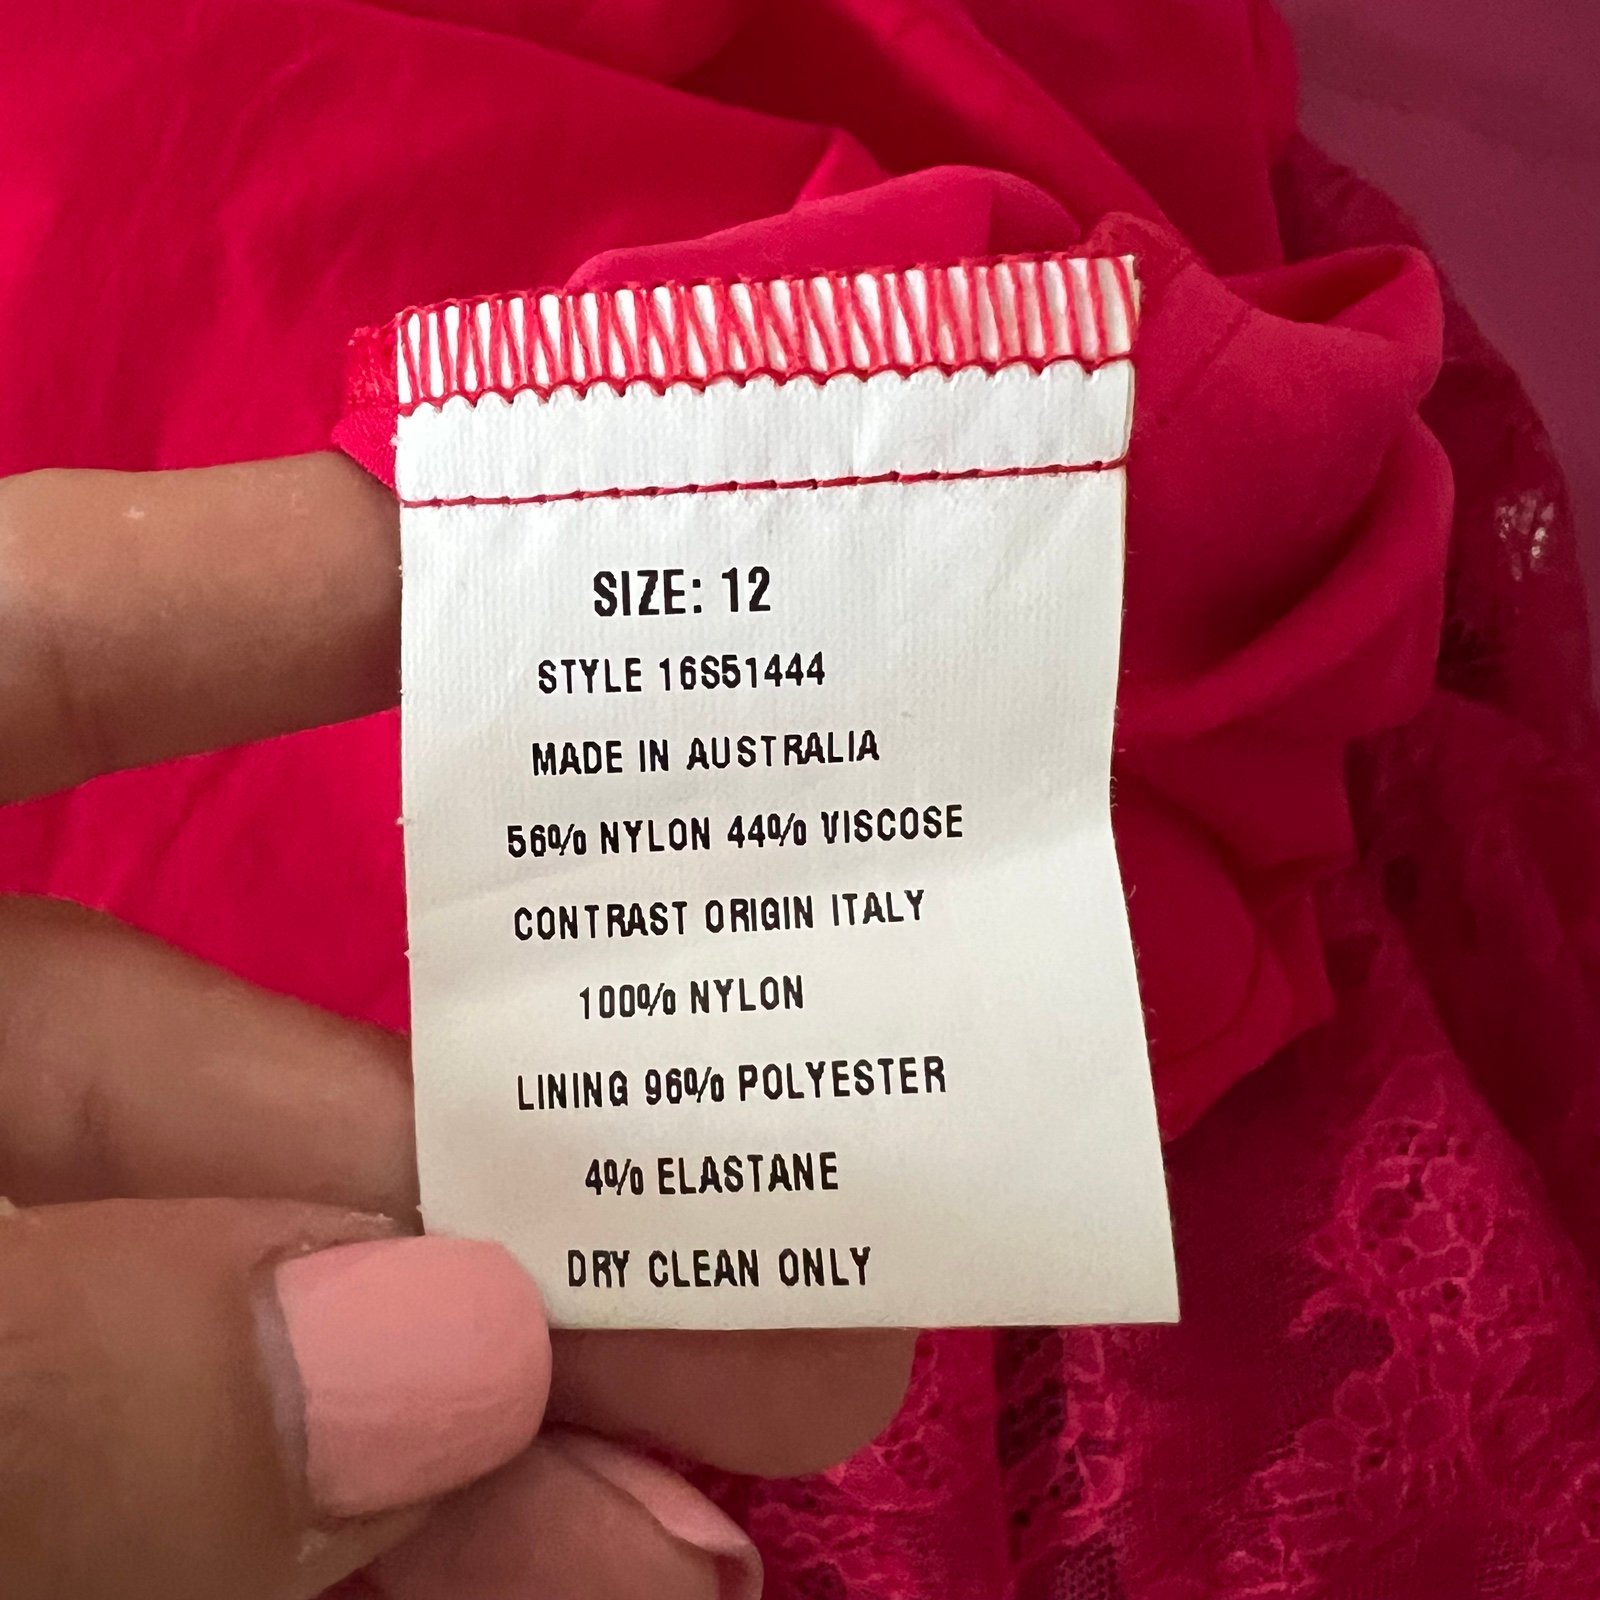 SIZE: 12
STYLE 16S51444
MADE IN AUSTRALIA
56% NYLON 44% VISCOSE
CONTRAST ORIGIN ITALY
100% NYLON
LINING 96% POLYESTER
4% ELASTANE
DRY CLEAN ONLY